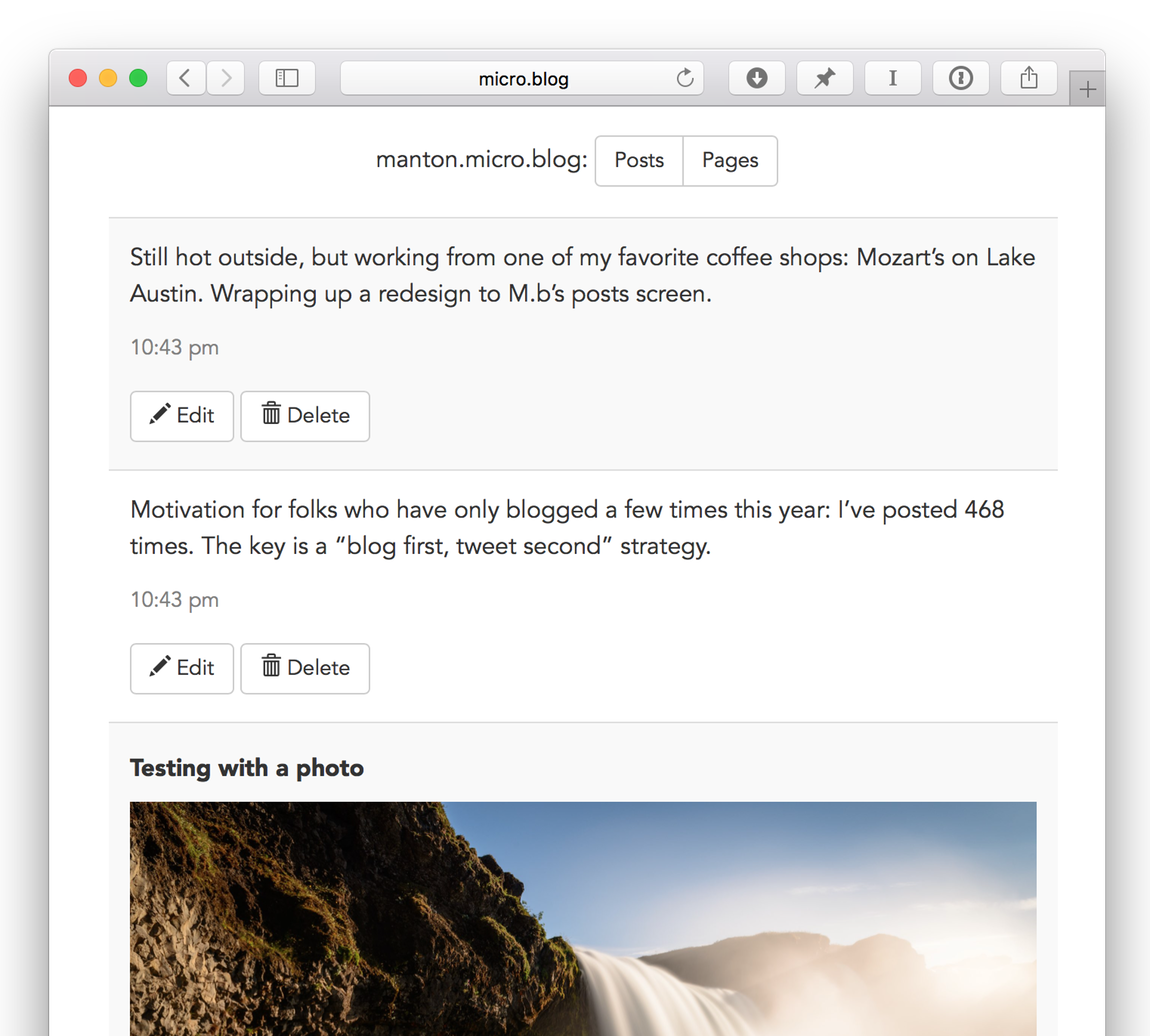 micro.blog
manton.micro.blog: Posts Pages
Still hot outside, but working from one of my favorite coffee shops: Mozart’s on Lake
Austin. Wrapping up a redesign to M.b’s posts screen.
10:43 pm
Edit Delete
Motivation for folks who have only blogged a few times this year: I’ve posted 468
times. The key is a “blog first, tweet second” strategy.
10:43 pm
Edit Delete
Testing with a photo